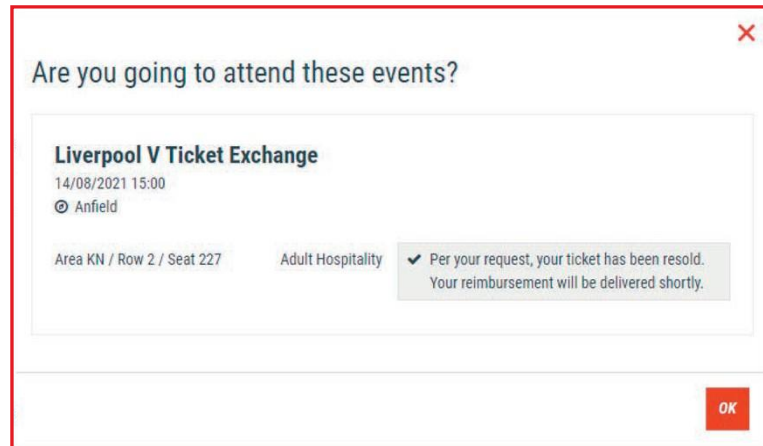 Are you going to attend these events?
Liverpool V Ticket Exchange
14/08/2021 15:00
Anfield
Area KN / Row 2 / Seat 227 Adult Hospitality ✔ Per your request, your ticket has been resold.
Your reimbursement will be delivered shortly.
OK